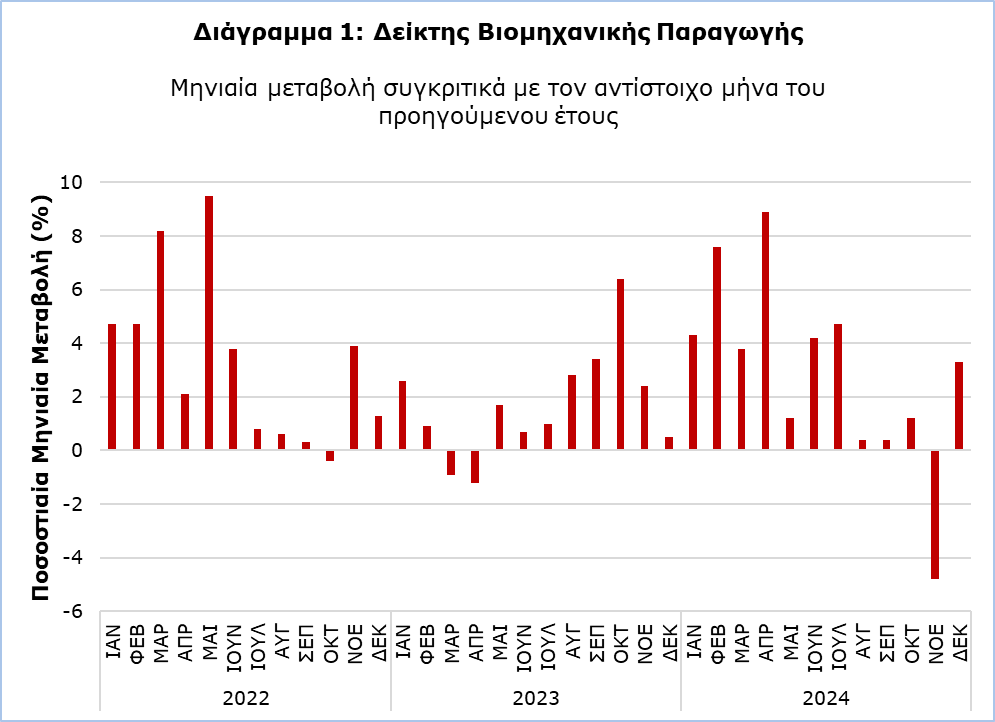 Διάγραμμα 1: Δείκτης Βιομηχανικής Παραγωγής
Μηνιαία μεταβολή συγκριτικά με τον αντίστοιχο μήνα του
προηγούμενου έτους
Ποσοστιαία Μηνιαία Μεταβολή (%)
10
8
6
4
2
0
-2
-4
-6
ΙΑΝ
ΦΕΒ
ΜΑΡ
ΑΠΡ
ΜΑΙ
ΙΟΥΝ
ΙΟΥΛ
ΑΥΓ
ΣΕΠ
ΟΚΤ
ΝΟΕ
ΔΕΚ
ΙΑΝ
ΦΕΒ
ΜΑΡ
ΑΠΡ
ΜΑΙ
ΙΟΥΝ
ΙΟΥΛ
ΑΥΓ
ΣΕΠ
ΟΚΤ
ΝΟΕ
ΔΕΚ
ΙΑΝ
ΦΕΒ
ΜΑΡ
ΑΠΡ
ΜΑΙ
ΙΟΥΝ
ΙΟΥΛ
ΑΥΓ
ΣΕΠ
ΟΚΤ
ΝΟΕ
ΔΕΚ
2022
2023
2024